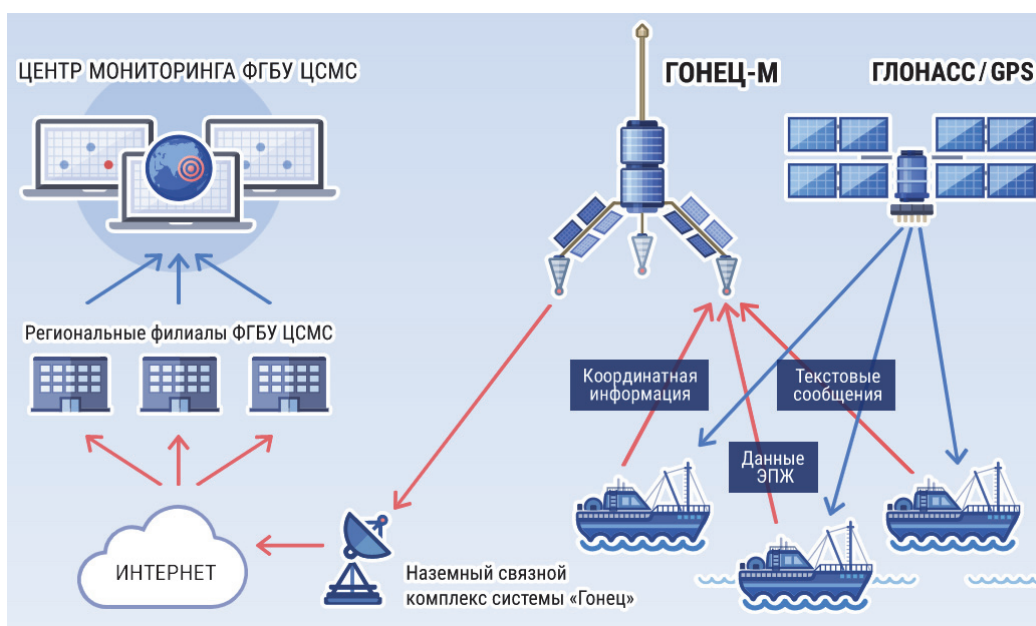 ЦЕНТР МОНИТОРИНГА ФГБУ ЦСМС
ГОНЕЦ-М
ГЛОНАСС / GPS
Региональные филиалы ФГБУ ЦСМС
Координатная
информация
Текстовые
сообщения
Данные
ЭПЖ
ИНТЕРНЕТ
Наземный связной
комплекс системы «Гонец»